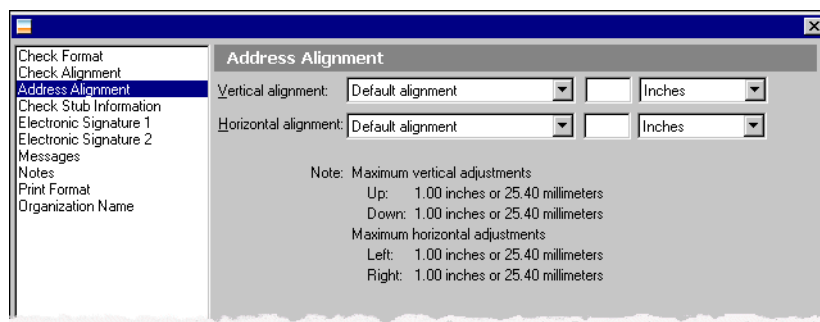 Check Format
Check Alignment
Address Alignment
Check Stub Information
Electronic Signature 1
Electronic Signature 2
Messages
Notes
Print Format
Organization Name
Address Alignment
Vertical alignment: Default alignment Inches
Horizontal alignment: Default alignment Inches
Note: Maximum vertical adjustments
Up: 1.00 inches or 25.40 millimeters
Down: 1.00 inches or 25.40 millimeters
Maximum horizontal adjustments
Left: 1.00 inches or 25.40 millimeters
Right: 1.00 inches or 25.40 millimeters